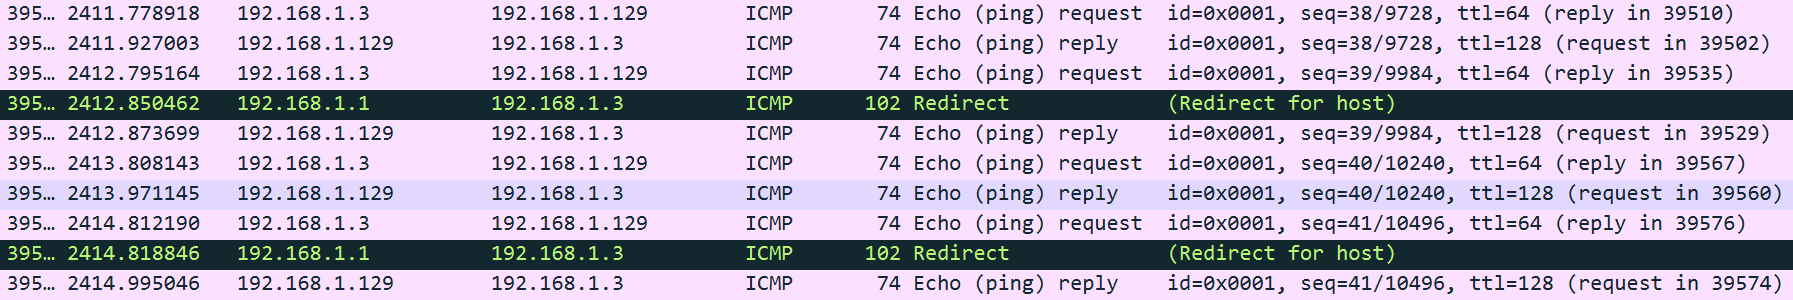 395… 2411.778918 192.168.1.3 192.168.1.129 ICMP 74 Echo (ping) request id=0x0001, seq=38/9728, ttl=64 (reply in 39510)
395… 2411.927003 192.168.1.129 192.168.1.3 ICMP 74 Echo (ping) reply id=0x0001, seq=38/9728, ttl=128 (request in 39502)
395… 2412.795164 192.168.1.3 192.168.1.129 ICMP 74 Echo (ping) request id=0x0001, seq=39/9984, ttl=64 (reply in 39535)
395… 2412.850462 192.168.1.1 192.168.1.3 ICMP 102 Redirect (Redirect for host)
395… 2412.873699 192.168.1.129 192.168.1.3 ICMP 74 Echo (ping) reply id=0x0001, seq=39/9984, ttl=128 (request in 39529)
395… 2413.808143 192.168.1.3 192.168.1.129 ICMP 74 Echo (ping) request id=0x0001, seq=40/10240, ttl=64 (reply in 39567)
395… 2413.971145 192.168.1.129 192.168.1.3 ICMP 74 Echo (ping) reply id=0x0001, seq=40/10240, ttl=128 (request in 39560)
395… 2414.812190 192.168.1.3 192.168.1.129 ICMP 74 Echo (ping) request id=0x0001, seq=41/10496, ttl=64 (reply in 39576)
395… 2414.818846 192.168.1.1 192.168.1.3 ICMP 102 Redirect (Redirect for host)
395… 2414.995046 192.168.1.129 192.168.1.3 ICMP 74 Echo (ping) reply id=0x0001, seq=41/10496, ttl=128 (request in 39574)